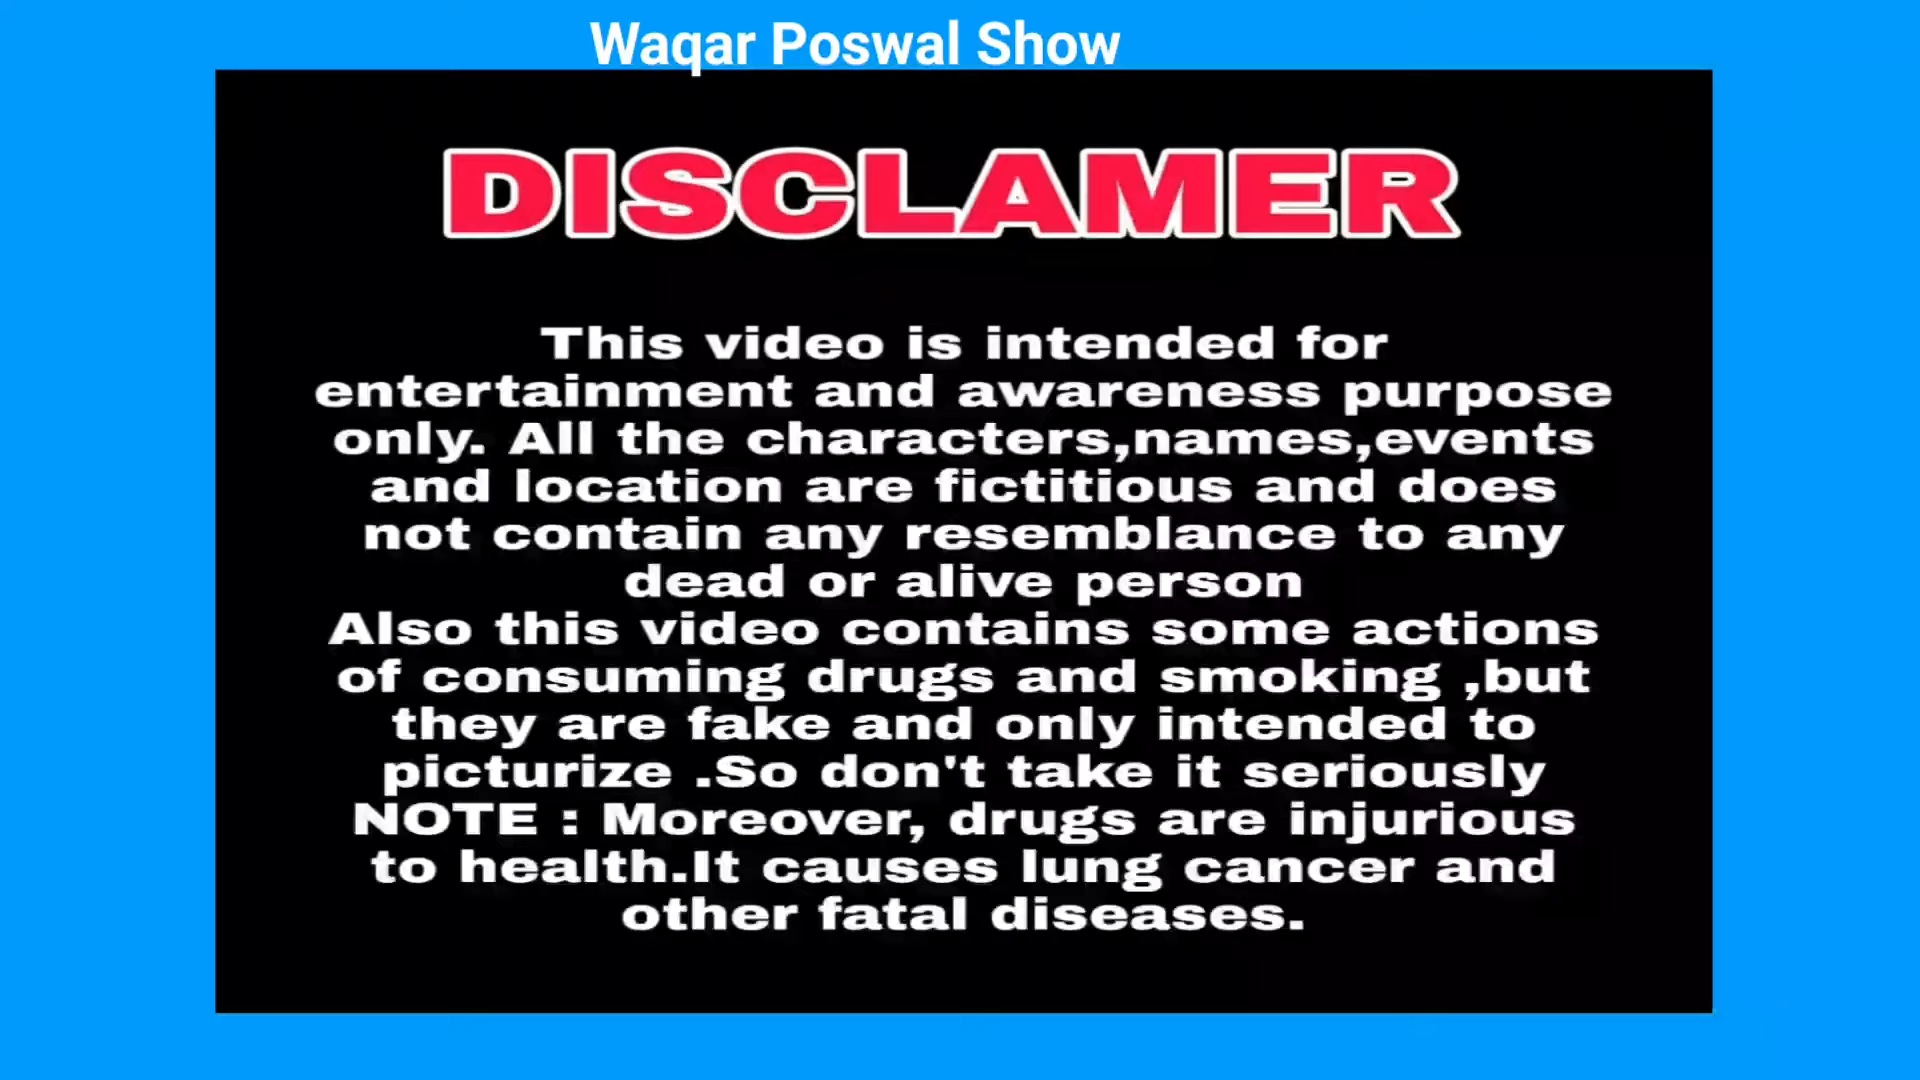 Waqar Poswal Show
DISCLAMER
This video is intended for
entertainment and awareness purpose
only. All the characters,names,events
and location are fictitious and does
not contain any resemblance to any
dead or alive person
Also this video contains some actions
of consuming drugs and smoking ,but
they are fake and only intended to
picturize .So don't take it seriously
NOTE : Moreover, drugs are injurious
to health.It causes lung cancer and
other fatal diseases.